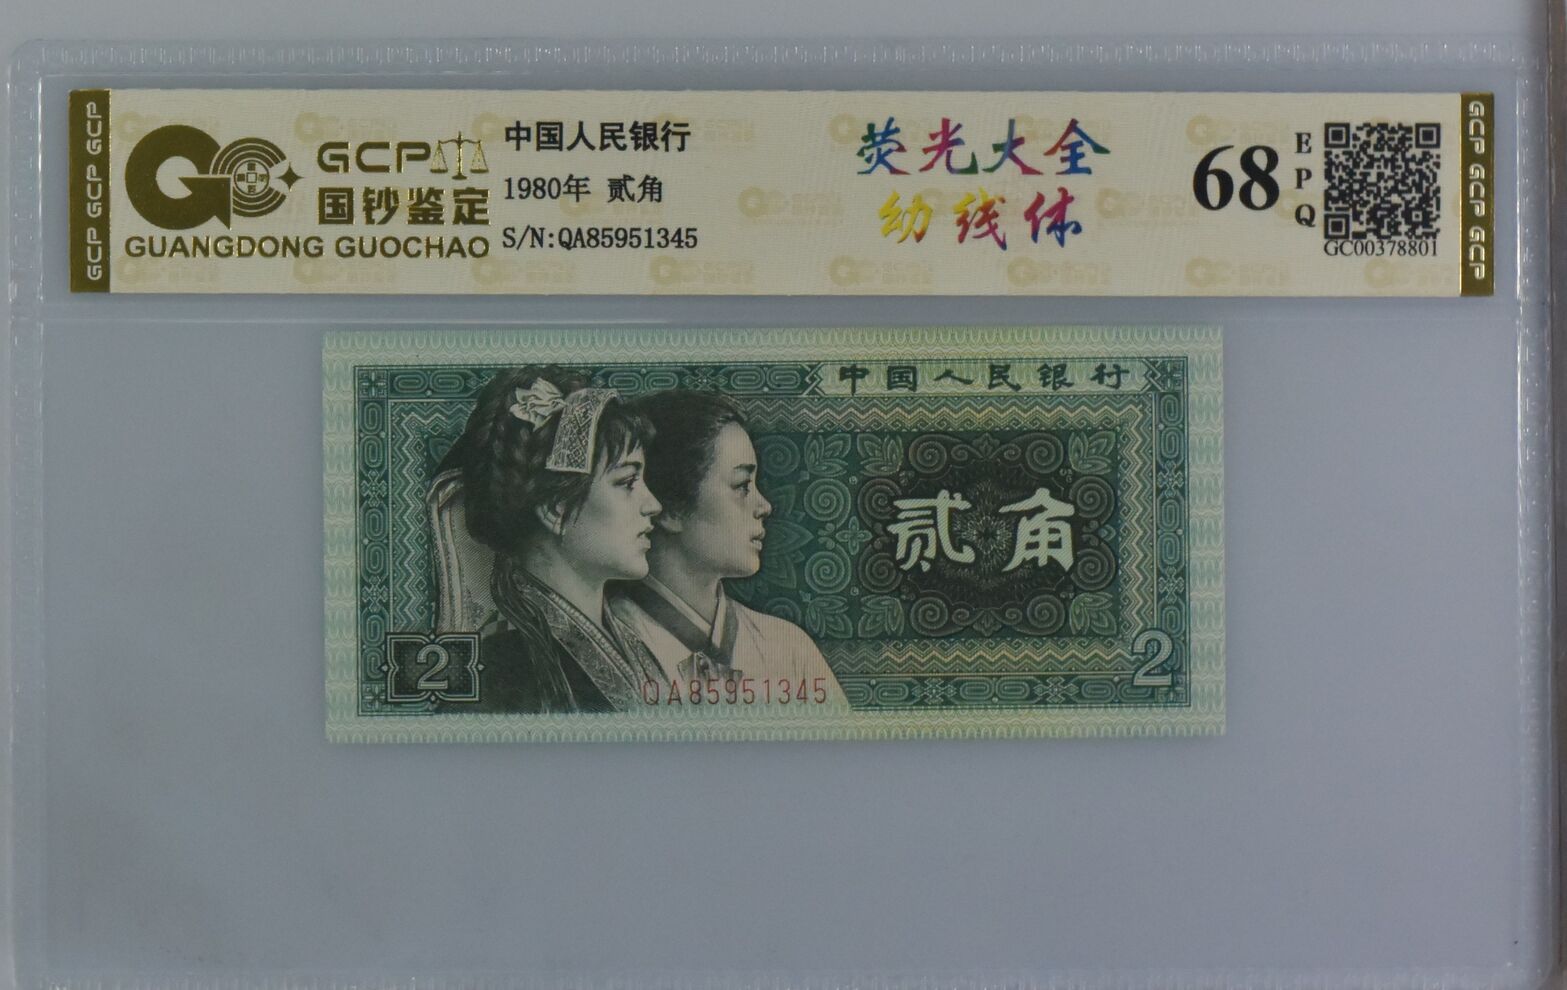 GCP GCP GCP
GCP
国钞鉴定
GUANGDONG GUOCHAO
中国人民银行
1980年 贰角
S/N:QA85951345
荧光大全
幼线体
68
EPQ
GC00378801
GCP GCP GCP
中国人民银行
贰角
2
2
QA85951345